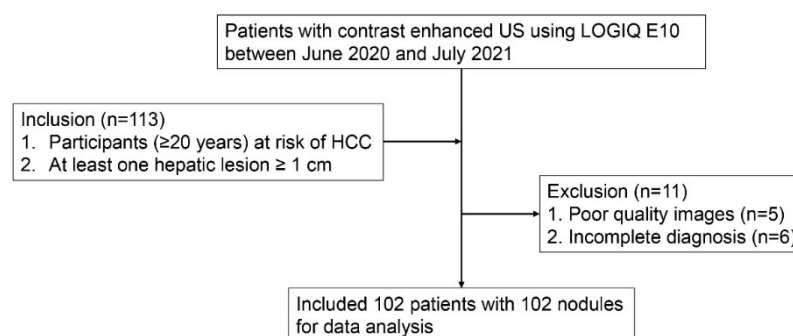 Patients with contrast enhanced US using LOGIQ E10
between June 2020 and July 2021
Inclusion (n=113)
1. Participants (≥20 years) at risk of HCC
2. At least one hepatic lesion ≥ 1 cm
Exclusion (n=11)
1. Poor quality images (n=5)
2. Incomplete diagnosis (n=6)
Included 102 patients with 102 nodules
for data analysis